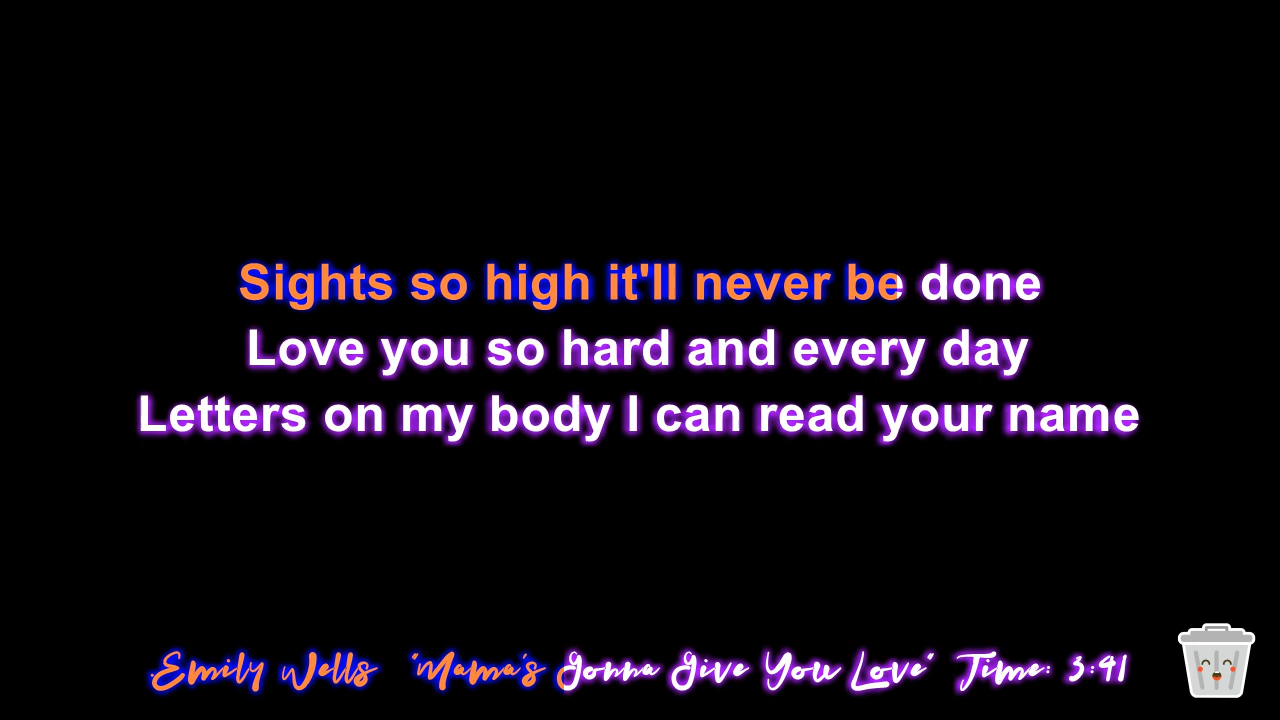 Sights so high it'll never be done
Love you so hard and every day
Letters on my body I can read your name
Emily Wells "Mama's Gonna Give You Love" Time: 3:41